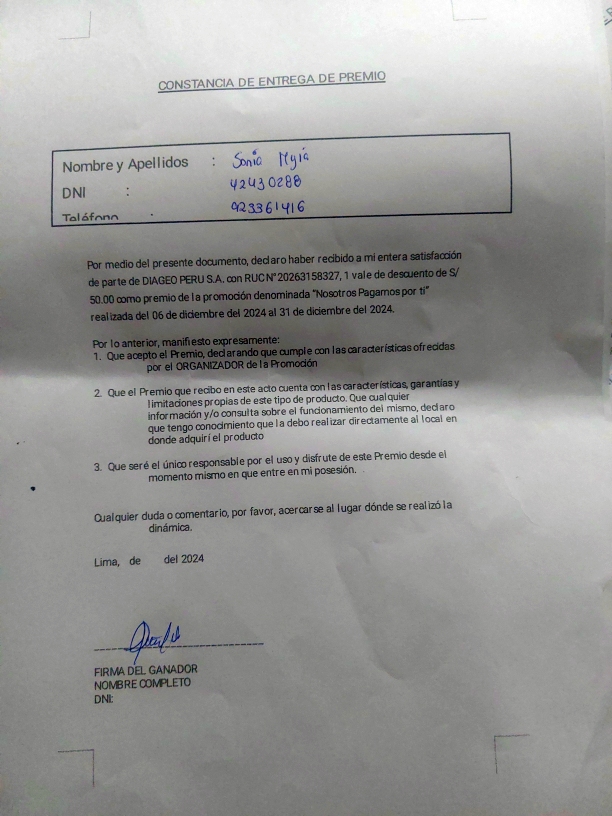 CONSTANCIA DE ENTREGA DE PREMIO
Nombre y Apellidos : Sonia Mejia
DNI : 42430288
Teléfono : 923361416
Por medio del presente documento, declaro haber recibido a mi entera satisfacción
de parte de DIAGEO PERU S.A. con RUC N° 20263158327, 1 vale de descuento de S/
50.00 como premio de la promoción denominada "Nosotros Pagamos por ti"
realizada del 06 de diciembre del 2024 al 31 de diciembre del 2024.
Por lo anterior, manifiesto expresamente:
1. Que acepto el Premio, declarando que cumple con las características ofrecidas
por el ORGANIZADOR de la Promoción
2. Que el Premio que recibo en este acto cuenta con las características, garantías y
limitaciones propias de este tipo de producto. Que cualquier
información y/o consulta sobre el funcionamiento del mismo, declaro
que tengo conocimiento que la debo realizar directamente al local en
donde adquirí el producto
3. Que seré el único responsable por el uso y disfrute de este Premio desde el
momento mismo en que entre en mi posesión.
Cualquier duda o comentario, por favor, acercarse al lugar dónde se realizó la
dinámica.
Lima, de del 2024
FIRMA DEL GANADOR
NOMBRE COMPLETO
DNI: